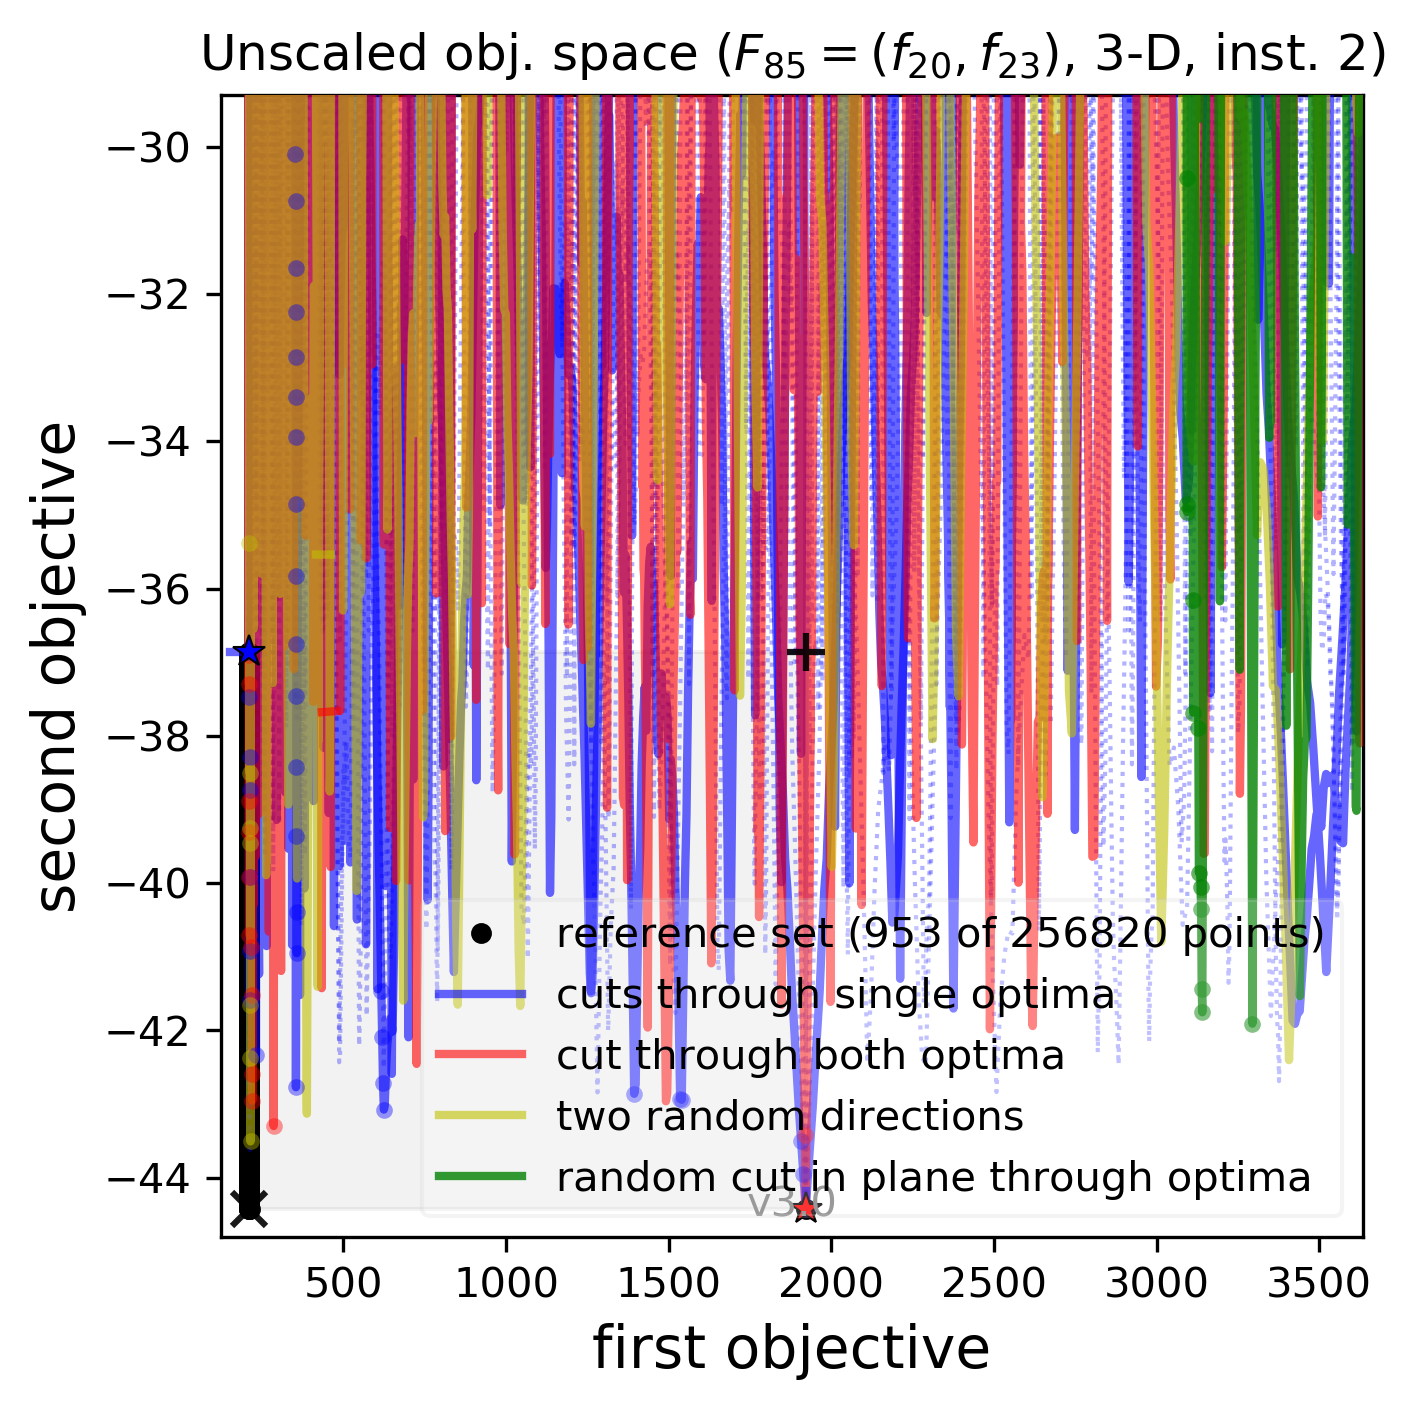 Unscaled obj. space (F₈₅ = (f₂₀, f₂₃), 3-D, inst. 2)
−30
−32
−34
−36
−38
−40
−42
−44
second objective
reference set (953 of 256820 points)
cuts through single optima
cut through both optima
two random directions
random cut in plane through optima
v3.0
500
1000
1500
2000
2500
3000
3500
first objective